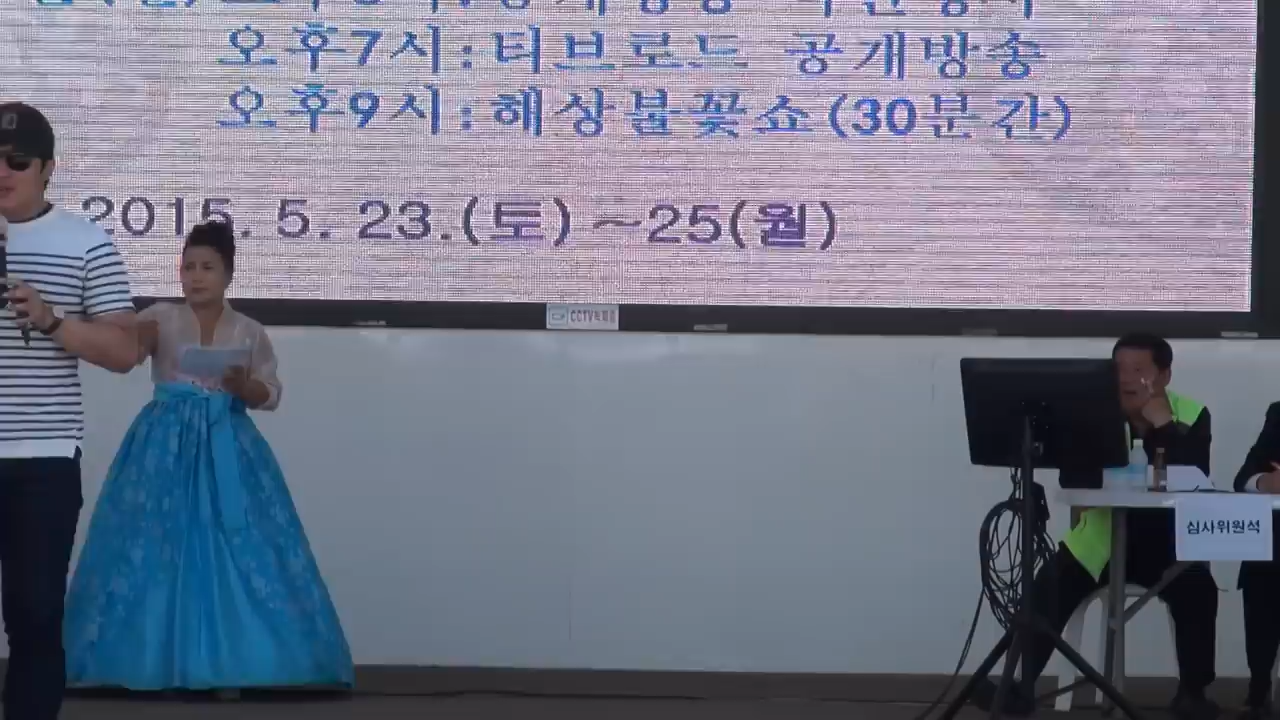 오후7시:티브로드 공개방송
오후9시:해상불꽃쇼(30분간)
2015. 5. 23.(토) ~25(월)
CCTV
심사위원석